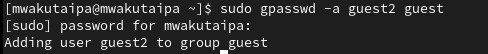 [mwakutaipa@mwakutaipa ~]$ sudo gpasswd -a guest2 guest
[sudo] password for mwakutaipa:
Adding user guest2 to group guest